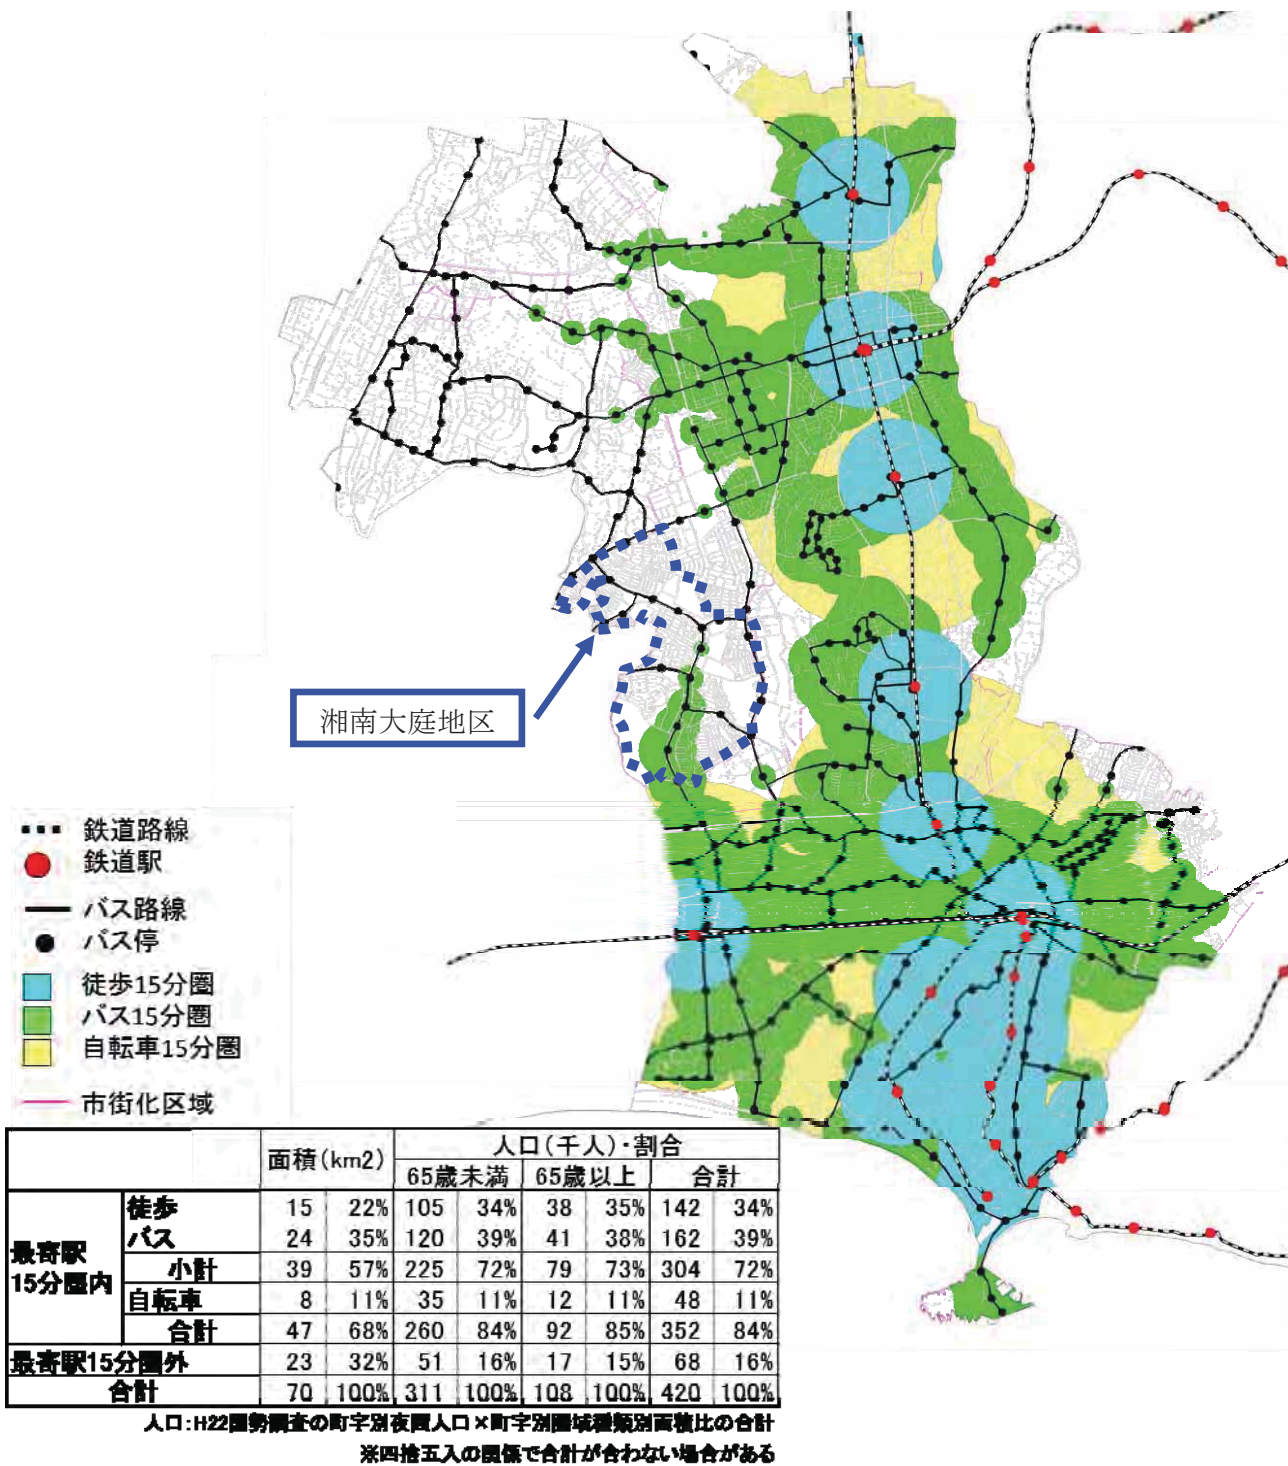 湘南大庭地区
鉄道路線
鉄道駅
バス路線
バス停
徒歩15分圏
バス15分圏
自転車15分圏
市街化区域
面積(km2) 人口(千人)・割合
65歳未満 65歳以上 合計
最寄駅15分圏内 徒歩 15 22% 105 34% 38 35% 142 34%
バス 24 35% 120 39% 41 38% 162 39%
小計 39 57% 225 72% 79 73% 304 72%
自転車 8 11% 35 11% 12 11% 48 11%
合計 47 68% 260 84% 92 85% 352 84%
最寄駅15分圏外 23 32% 51 16% 17 15% 68 16%
合計 70 100% 311 100% 108 100% 420 100%
人口:H22国勢調査の町字別夜間人口×町字別圏域種類別面積比の合計
※四捨五入の関係で合計が合わない場合がある